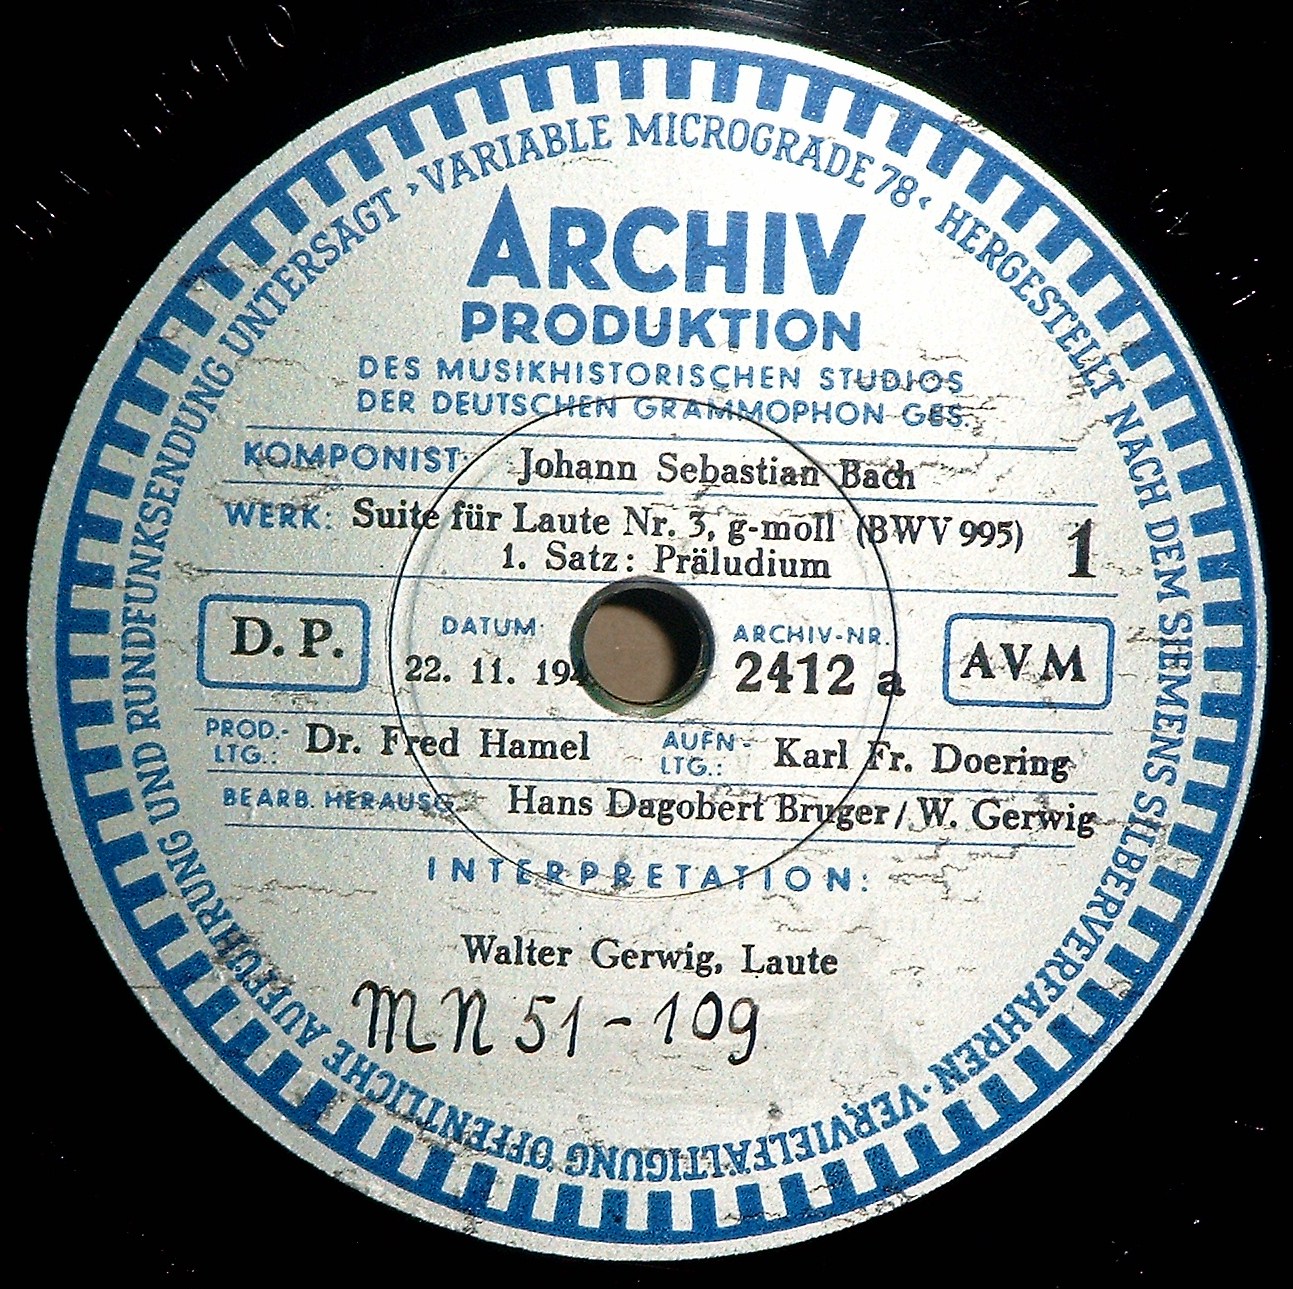 ›VARIABLE MICROGRADE 78‹ HERGESTELLT NACH DEM SIEMENS SILBERVERFAHREN · VERVIELFÄLTIGUNG ÖFFENTLICHE AUFFÜHRUNG UND RUNDFUNKSENDUNG UNTERSAGT
ARCHIV
PRODUKTION
DES MUSIKHISTORISCHEN STUDIOS
DER DEUTSCHEN GRAMMOPHON GES.
KOMPONIST: Johann Sebastian Bach
WERK: Suite für Laute Nr. 3, g-moll (BWV 995) 1
1. Satz: Präludium
D. P. DATUM: ARCHIV-NR. AVM
22. 11. 194 2412 a
PROD.- Dr. Fred Hamel AUFN.- Karl Fr. Doering
LTG.: LTG.:
BEARB. HERAUSG.: Hans Dagobert Bruger / W. Gerwig
INTERPRETATION:
Walter Gerwig, Laute
MN 51 - 109